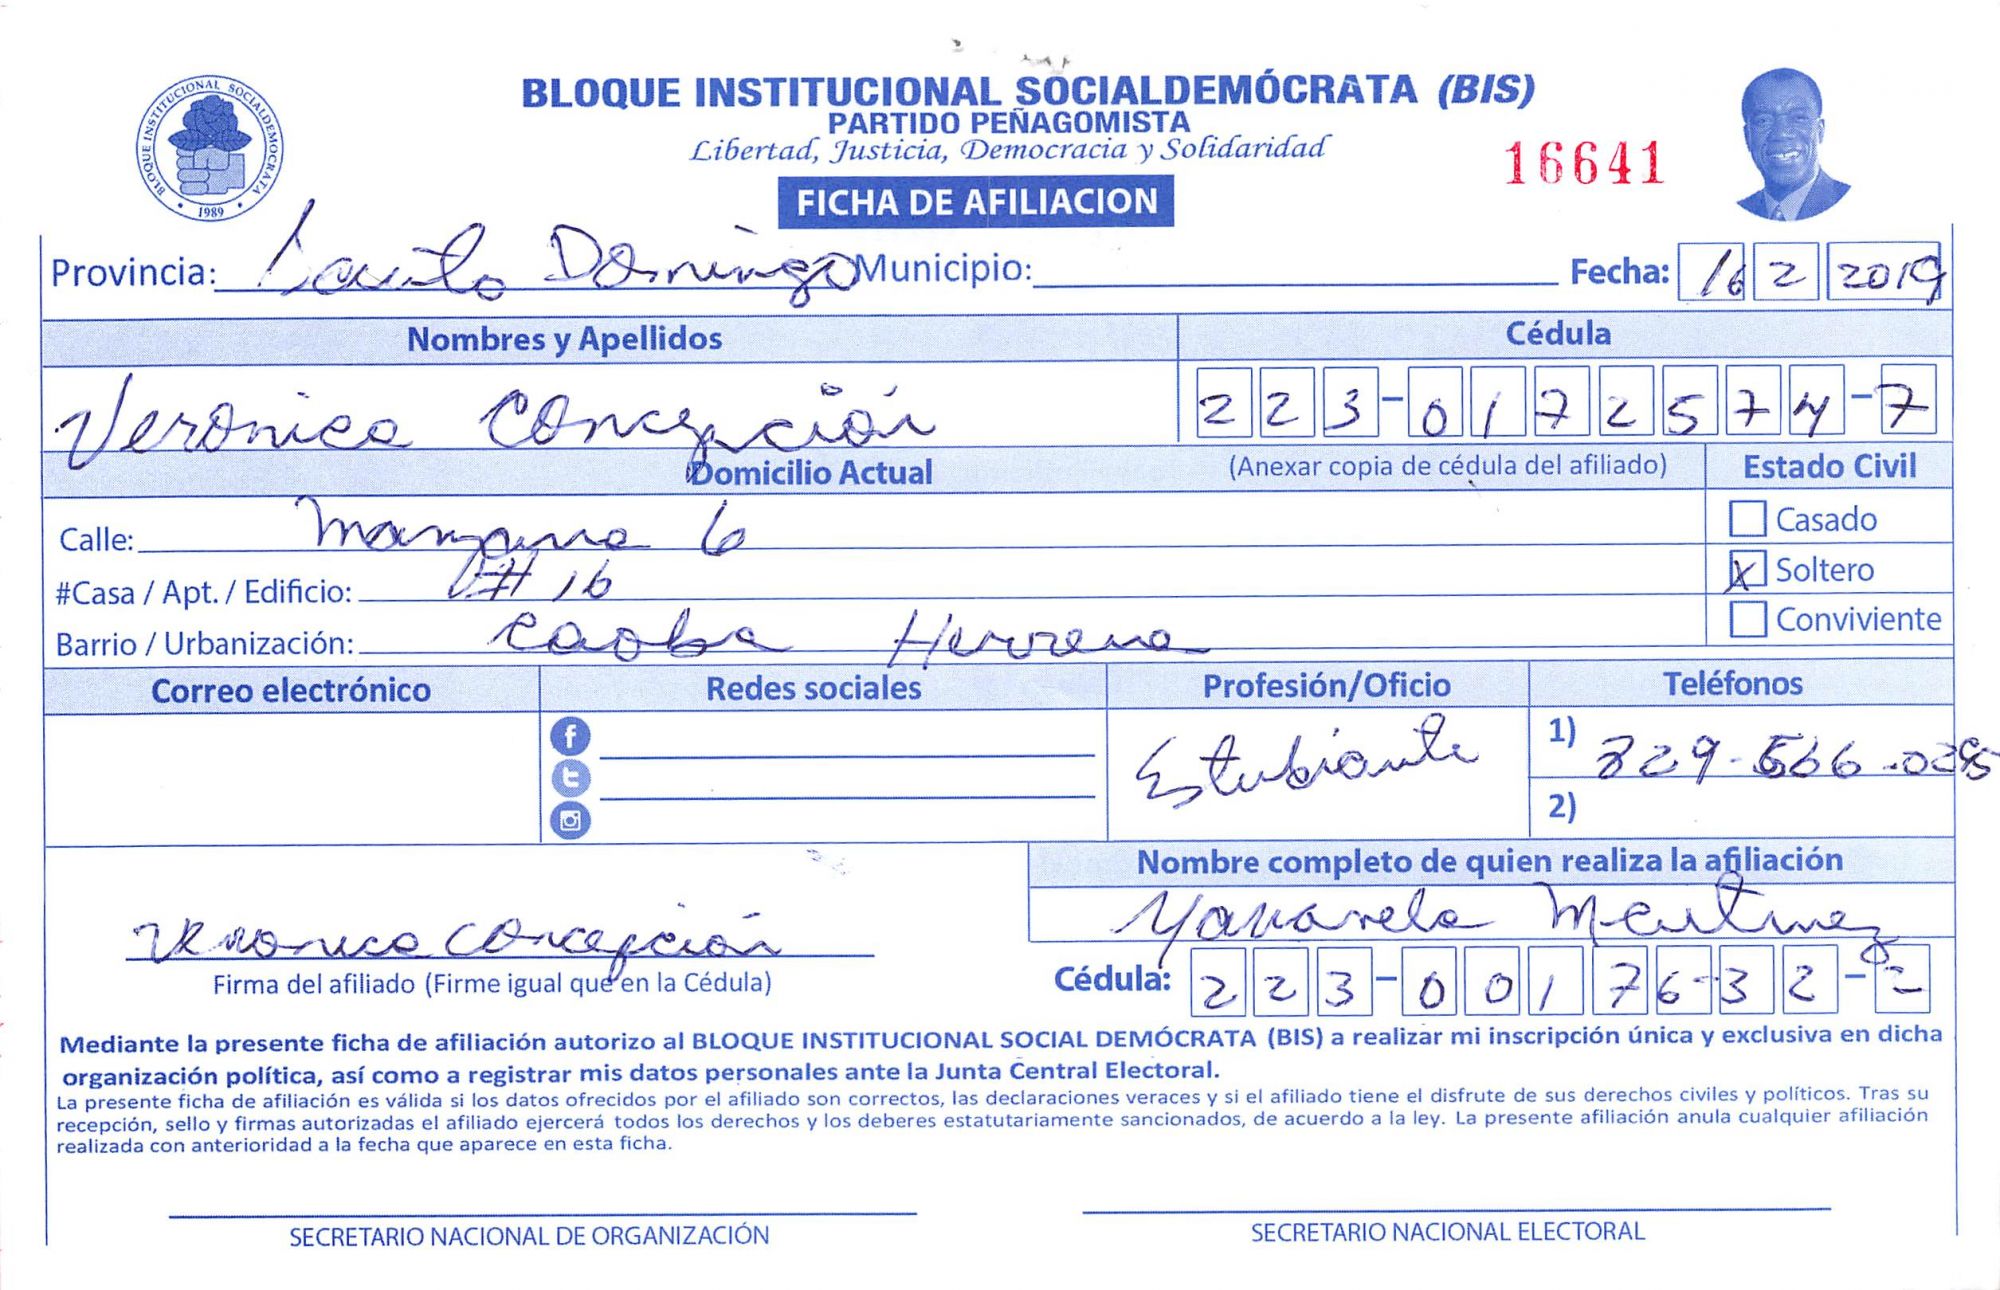 BLOQUE INSTITUCIONAL SOCIALDEMÓCRATA (BIS)
PARTIDO PEÑAGOMISTA
Libertad, Justicia, Democracia y Solidaridad
16641
FICHA DE AFILIACION
BLOQUE INSTITUCIONAL SOCIALDEMOCRATA
1989
Provincia: Santo Domingo Municipio: Fecha: 16 2 2019
Nombres y Apellidos Cédula
Veronica Concepción 223-0172574-7
Domicilio Actual (Anexar copia de cédula del afiliado) Estado Civil
Calle: Manzana 6 Casado
#Casa / Apt. / Edificio: #16 X Soltero
Barrio / Urbanización: Caoba Herrera Conviviente
Correo electrónico Redes sociales Profesión/Oficio Teléfonos
Estudiante 1) 829-566-0295
2)
Nombre completo de quien realiza la afiliación
Veronica Concepción Martinez
Firma del afiliado (Firme igual que en la Cédula) Cédula: 223-0017632-2
Mediante la presente ficha de afiliación autorizo al BLOQUE INSTITUCIONAL SOCIAL DEMÓCRATA (BIS) a realizar mi inscripción única y exclusiva en dicha
organización política, así como a registrar mis datos personales ante la Junta Central Electoral.
La presente ficha de afiliación es válida si los datos ofrecidos por el afiliado son correctos, las declaraciones veraces y si el afiliado tiene el disfrute de sus derechos civiles y políticos. Tras su
recepción, sello y firmas autorizadas el afiliado ejercerá todos los derechos y los deberes estatutariamente sancionados, de acuerdo a la ley. La presente afiliación anula cualquier afiliación
realizada con anterioridad a la fecha que aparece en esta ficha.
SECRETARIO NACIONAL DE ORGANIZACIÓN SECRETARIO NACIONAL ELECTORAL